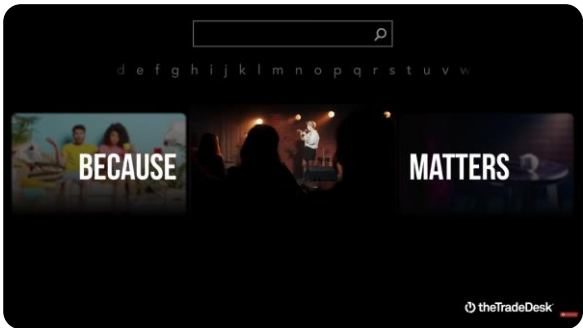 d e f g h i j k l m n o p q r s t u v w
BECAUSE MATTERS
theTradeDesk